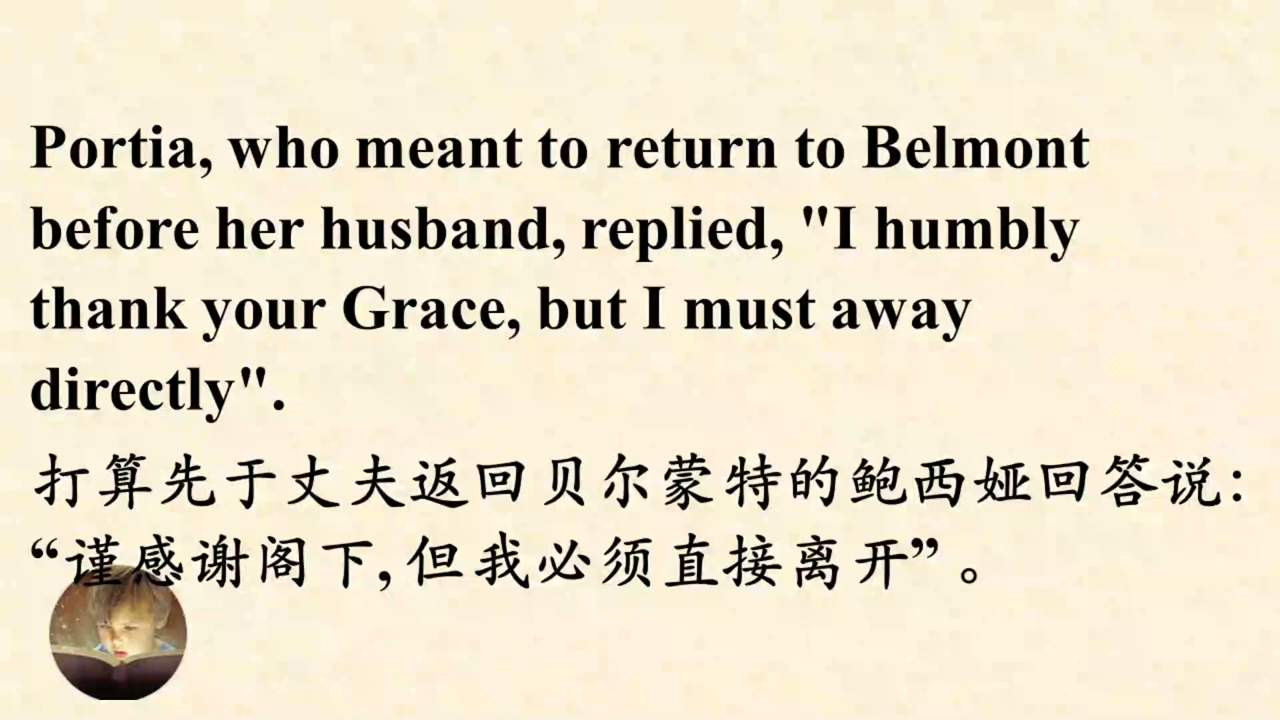 Portia, who meant to return to Belmont
before her husband, replied, "I humbly
thank your Grace, but I must away
directly".
打算先于丈夫返回贝尔蒙特的鲍西娅回答说：
“谨感谢阁下,但我必须直接离开”。